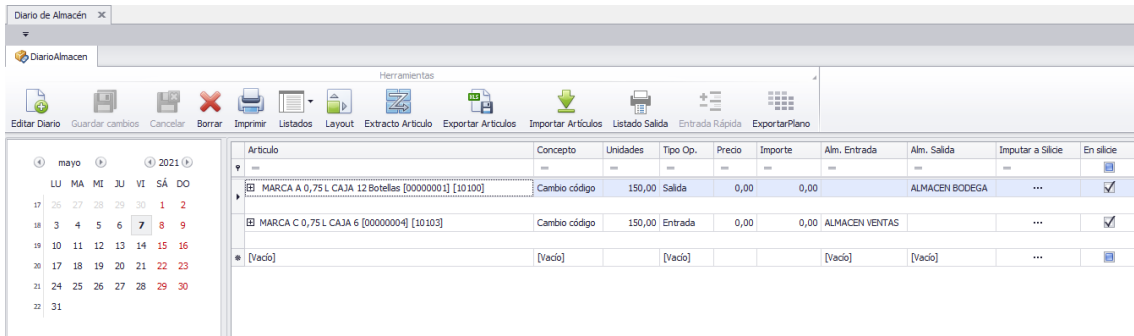 Diario de Almacén
DiarioAlmacen
Herramientas
Editar Diario Guardar cambios Cancelar Borrar Imprimir Listados Layout Extracto Articulo Exportar Articulos Importar Artículos Listado Salida Entrada Rápida ExportarPlano
mayo 2021
LU MA MI JU VI SÁ DO
17 26 27 28 29 30 1 2
18 3 4 5 6 7 8 9
19 10 11 12 13 14 15 16
20 17 18 19 20 21 22 23
21 24 25 26 27 28 29 30
22 31
Articulo Concepto Unidades Tipo Op. Precio Importe Alm. Entrada Alm. Salida Imputar a Silicie En silicie
MARCA A 0,75 L CAJA 12 Botellas [00000001] [10100] Cambio código 150,00 Salida 0,00 0,00 ALMACEN BODEGA ...
MARCA C 0,75 L CAJA 6 [00000004] [10103] Cambio código 150,00 Entrada 0,00 0,00 ALMACEN VENTAS ...
[Vacío] [Vacío] [Vacío] [Vacío] [Vacío] ...